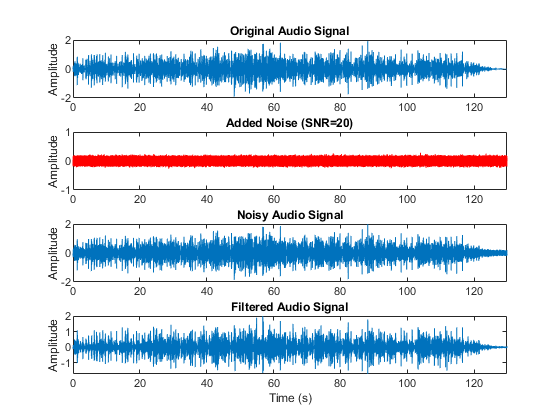 Original Audio Signal
2
0
-2
Amplitude
0 20 40 60 80 100 120
Added Noise (SNR=20)
1
0
-1
Amplitude
0 20 40 60 80 100 120
Noisy Audio Signal
2
0
-2
Amplitude
0 20 40 60 80 100 120
Filtered Audio Signal
2
1
0
-1
Amplitude
0 20 40 60 80 100 120
Time (s)